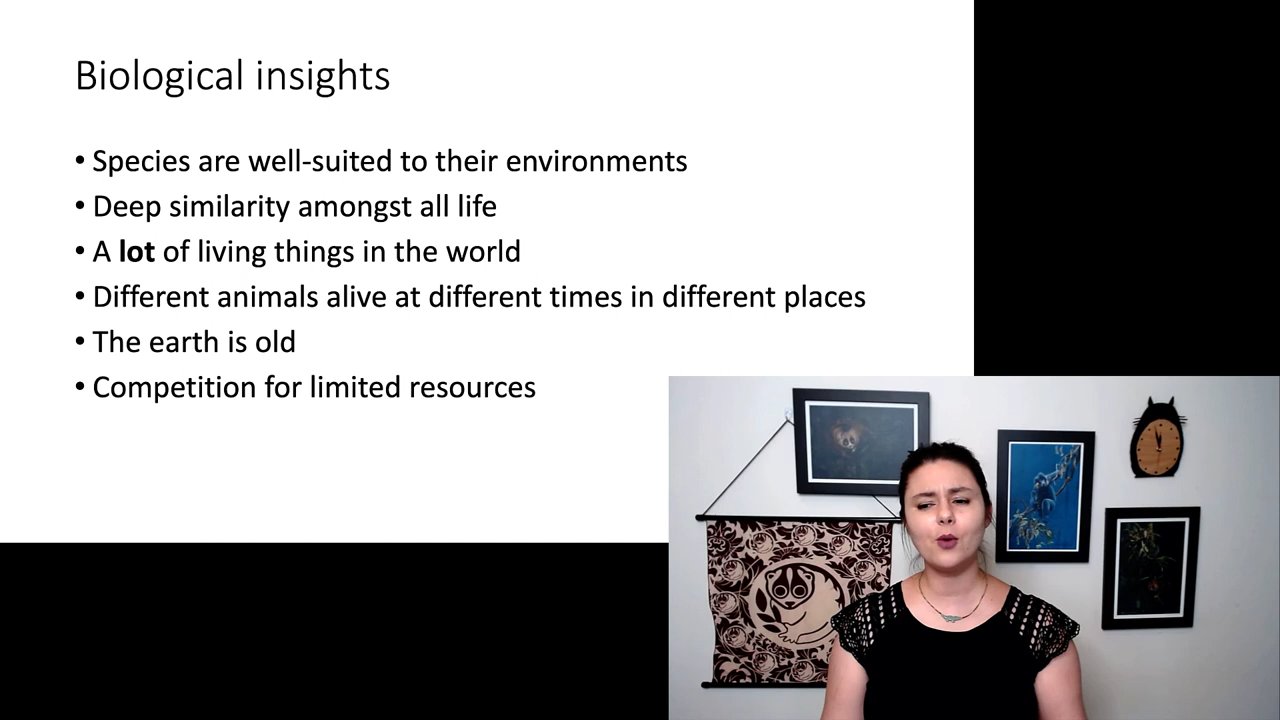 Biological insights
• Species are well-suited to their environments
• Deep similarity amongst all life
• A lot of living things in the world
• Different animals alive at different times in different places
• The earth is old
• Competition for limited resources